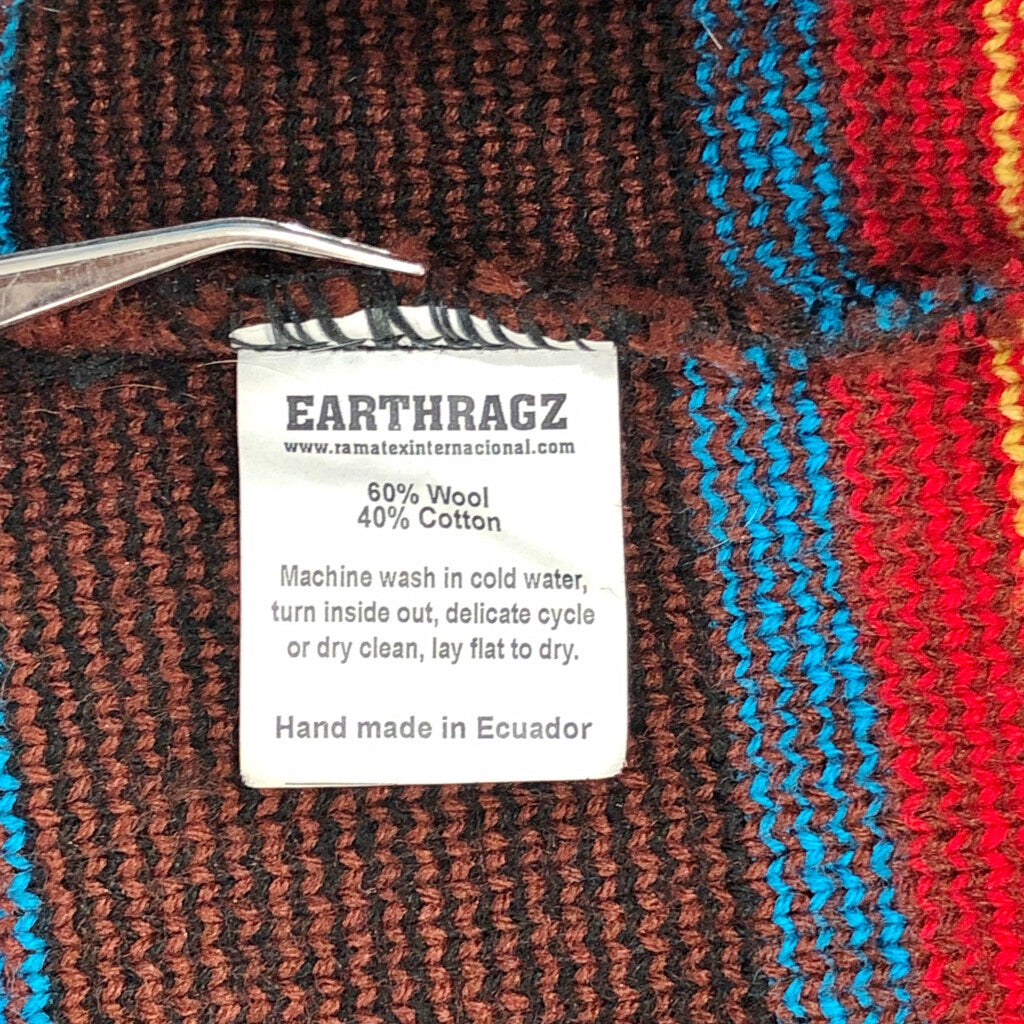 EARTHRAGZ
www.ramatexinternacional.com
60% Wool
40% Cotton
Machine wash in cold water,
turn inside out, delicate cycle
or dry clean, lay flat to dry.
Hand made in Ecuador